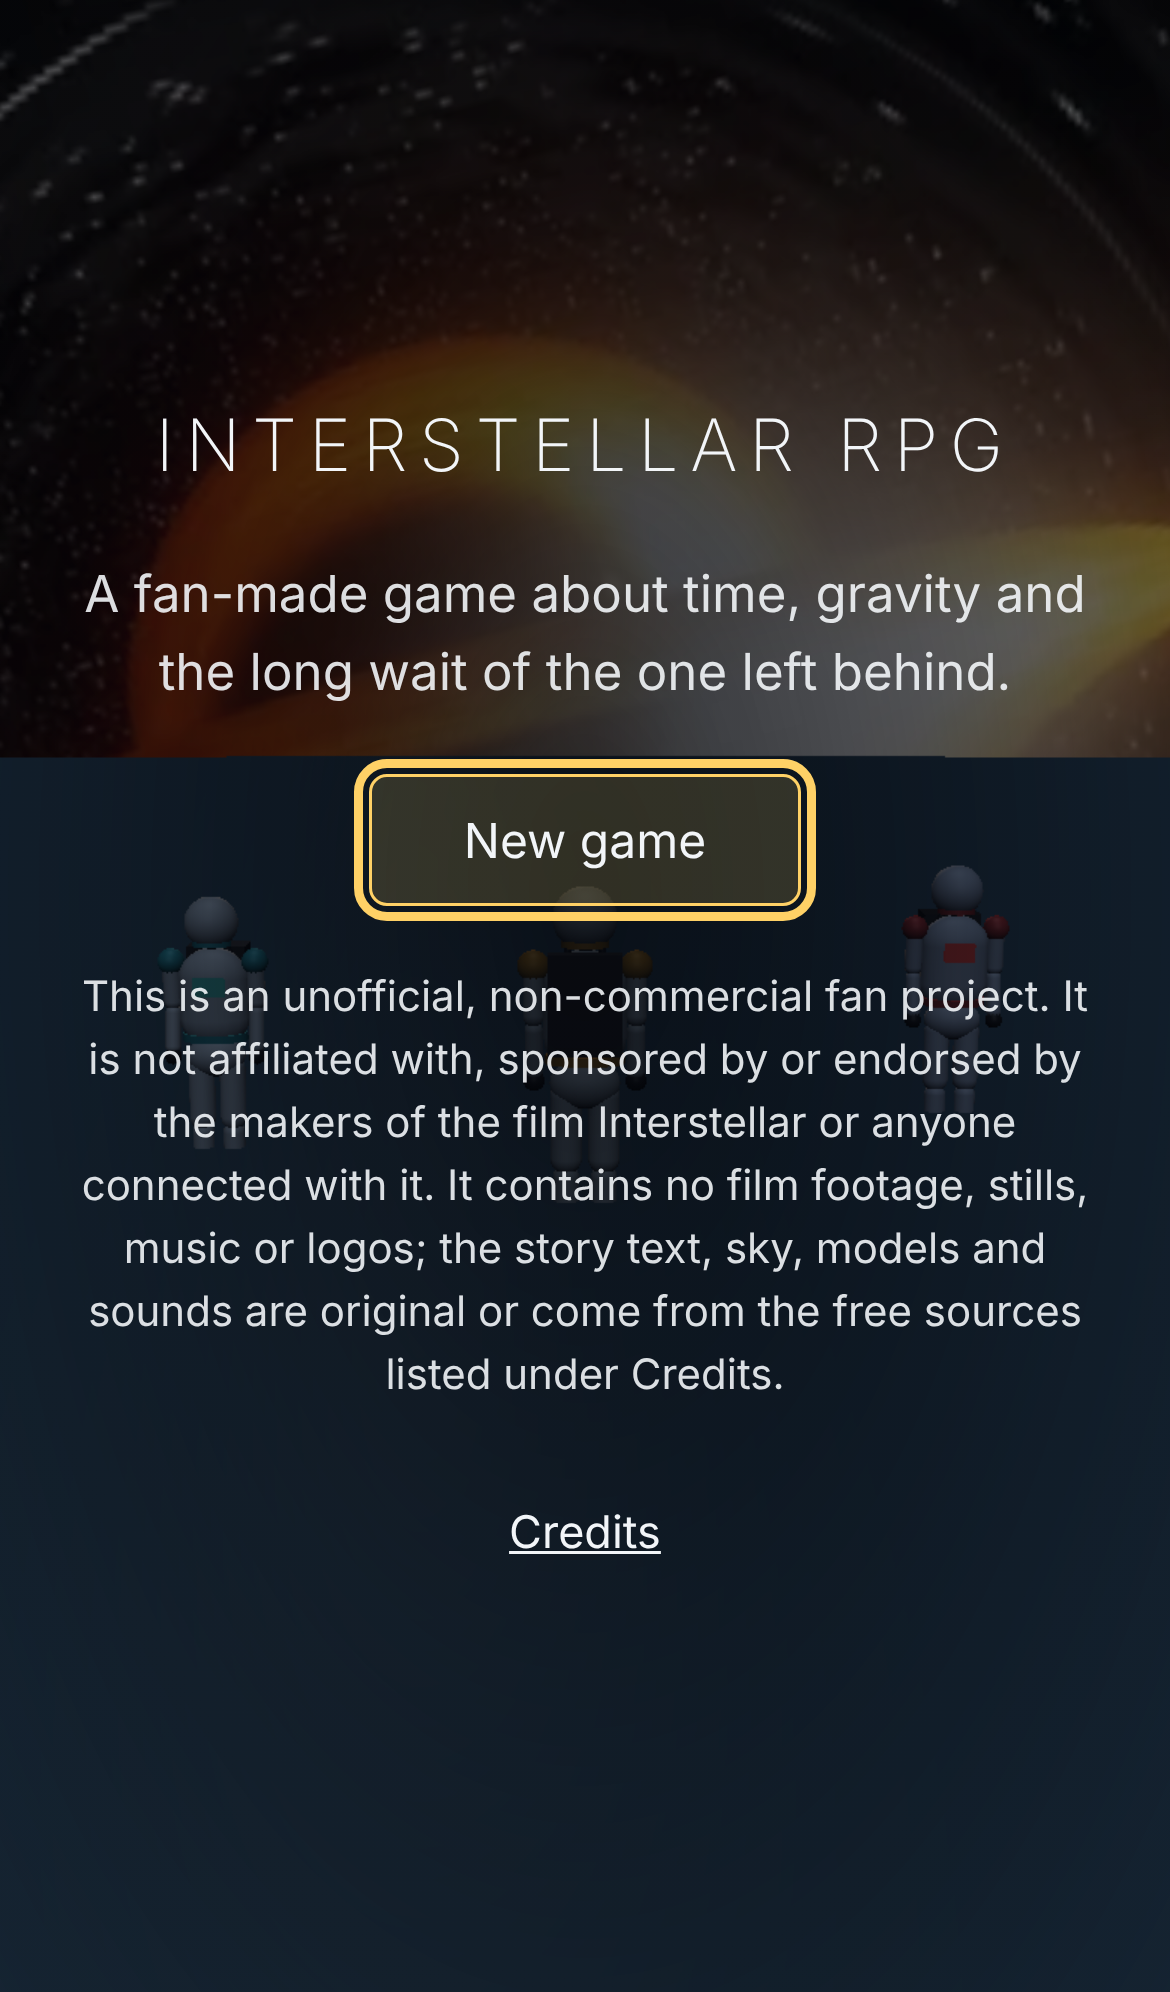 INTERSTELLAR RPG
A fan-made game about time, gravity and
the long wait of the one left behind.
New game
This is an unofficial, non-commercial fan project. It
is not affiliated with, sponsored by or endorsed by
the makers of the film Interstellar or anyone
connected with it. It contains no film footage, stills,
music or logos; the story text, sky, models and
sounds are original or come from the free sources
listed under Credits.
Credits